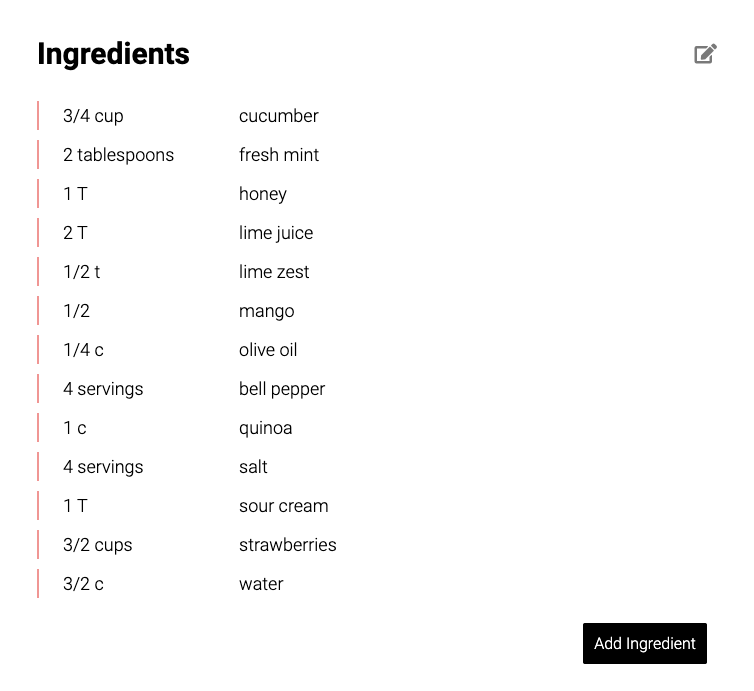 Ingredients
3/4 cup cucumber
2 tablespoons fresh mint
1 T honey
2 T lime juice
1/2 t lime zest
1/2 mango
1/4 c olive oil
4 servings bell pepper
1 c quinoa
4 servings salt
1 T sour cream
3/2 cups strawberries
3/2 c water
Add Ingredient